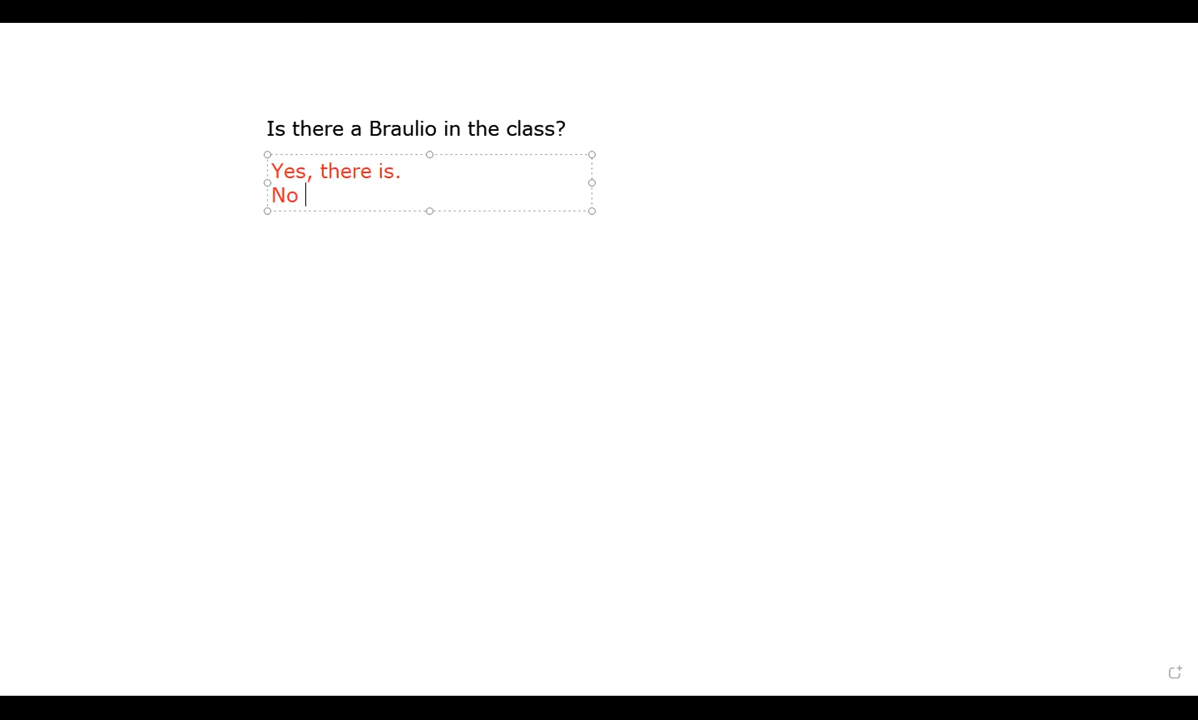 Is there a Braulio in the class?
Yes, there is.
No